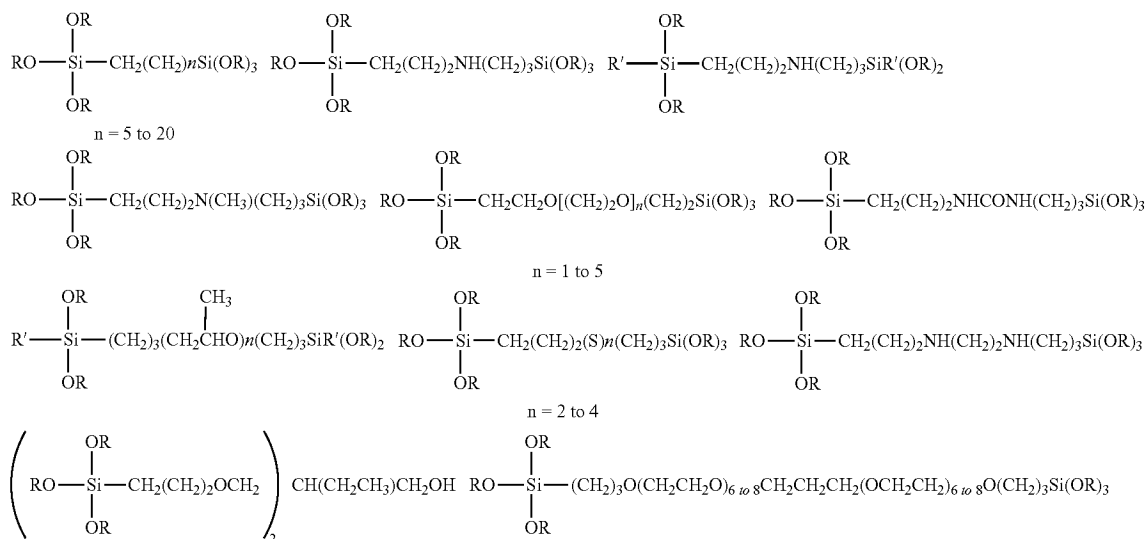 OR OR OR
RO—Si—CH₂(CH₂)nSi(OR)₃ RO—Si—CH₂(CH₂)₂NH(CH₂)₃Si(OR)₃ R'—Si—CH₂(CH₂)₂NH(CH₂)₃SiR'(OR)₂
OR OR OR
n = 5 to 20
OR OR OR
RO—Si—CH₂(CH₂)₂N(CH₃)(CH₂)₃Si(OR)₃ RO—Si—CH₂CH₂O[(CH₂)₂O]n(CH₂)₂Si(OR)₃ RO—Si—CH₂(CH₂)₂NHCONH(CH₂)₃Si(OR)₃
OR OR OR
n = 1 to 5
OR CH₃ OR OR
R'—Si—(CH₂)₃(CH₂CHO)n(CH₂)₃SiR'(OR)₂ RO—Si—CH₂(CH₂)₂(S)n(CH₂)₃Si(OR)₃ RO—Si—CH₂(CH₂)₂NH(CH₂)₂NH(CH₂)₃Si(OR)₃
OR OR OR
n = 2 to 4
OR OR
(RO—Si—CH₂(CH₂)₂OCH₂) CH(CH₂CH₃)CH₂OH RO—Si—(CH₂)₃O(CH₂CH₂O)₆ to ₈CH₂CH₂CH₂(OCH₂CH₂)₆ to ₈O(CH₂)₃Si(OR)₃
OR OR